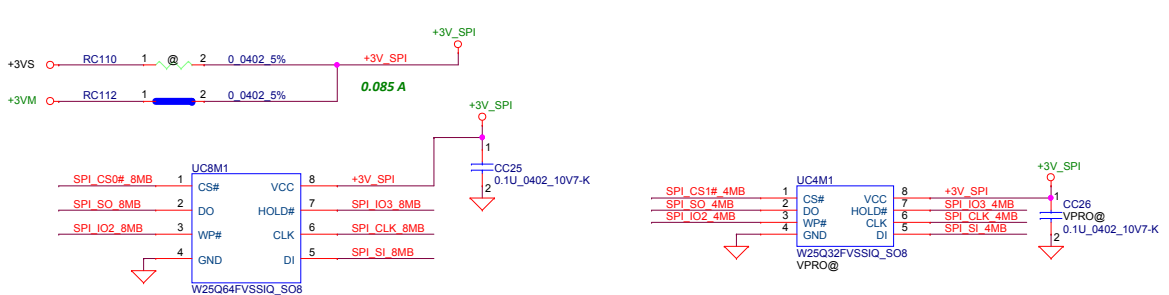 +3V_SPI
+3VS RC110 1 @ 2 0_0402_5% +3V_SPI
0.085 A
+3VM RC112 1 2 0_0402_5%
+3V_SPI
1
CC25
0.1U_0402_10V7-K
2
UC8M1
SPI_CS0#_8MB 1 CS# VCC 8 +3V_SPI
SPI_SO_8MB 2 DO HOLD# 7 SPI_IO3_8MB
SPI_IO2_8MB 3 WP# CLK 6 SPI_CLK_8MB
4 GND DI 5 SPI_SI_8MB
W25Q64FVSSIQ_SO8
+3V_SPI
UC4M1
SPI_CS1#_4MB 1 CS# VCC 8 +3V_SPI
SPI_SO_4MB 2 DO HOLD# 7 SPI_IO3_4MB
SPI_IO2_4MB 3 WP# CLK 6 SPI_CLK_4MB
4 GND DI 5 SPI_SI_4MB
W25Q32FVSSIQ_SO8
VPRO@
1
CC26
VPRO@
0.1U_0402_10V7-K
2